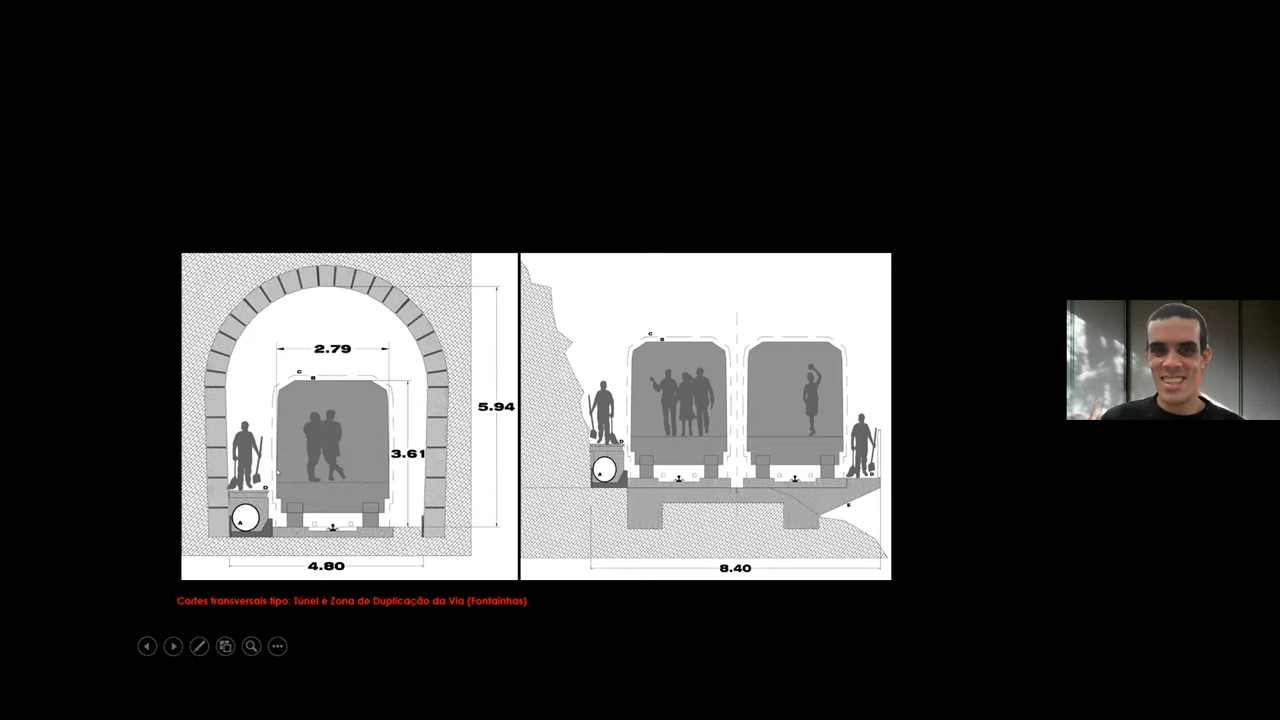 2.79
C
B
5.94
3.61
D
A
4.80
C
B
D
A
D
E
8.40
Cortes transversais tipo: Túnel e Zona de Duplicação da Via (Fontaínhas)